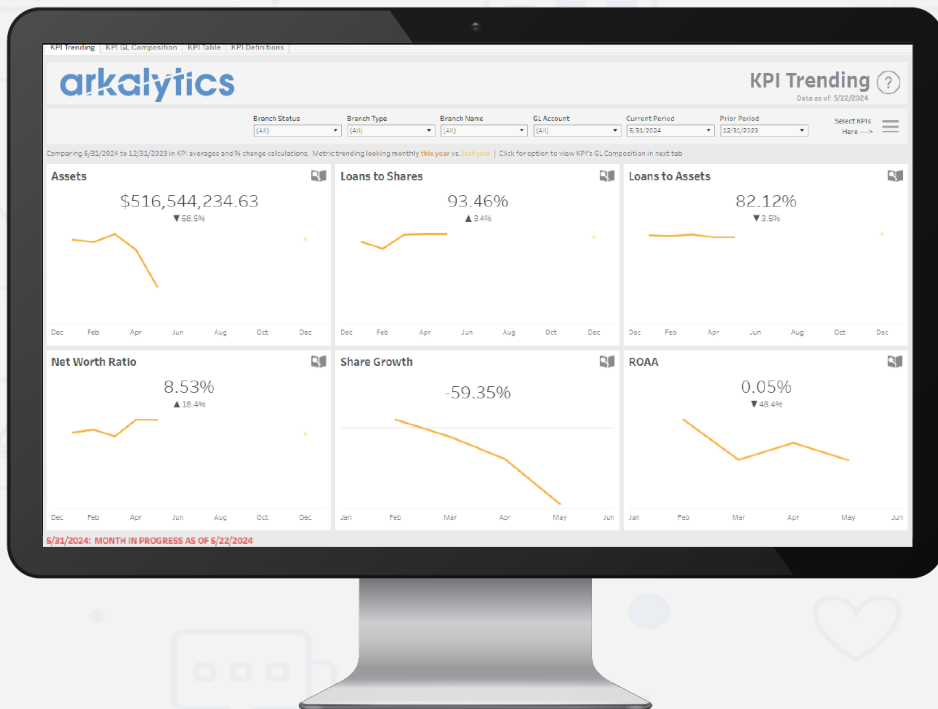 KPI Trending KPI GL Composition KPI Table KPI Definitions
arkalytics
KPI Trending ?
Data as of: 5/22/2024
Branch Status Branch Type Branch Name GL Account Current Period Prior Period Select KPIs
(All) (All) (All) (All) 5/31/2024 12/31/2023 Here --->
Comparing 5/31/2024 to 12/31/2023 in KPI averages and % change calculations. Metric trending looking monthly this year vs. last year | Click for option to view KPI's GL Composition in next tab
Assets Loans to Shares Loans to Assets
$516,544,234.63 93.46% 82.12%
▼56.5% ▲3.4% ▼3.5%
Dec Feb Apr Jun Aug Oct Dec Dec Feb Apr Jun Aug Oct Dec Dec Feb Apr Jun Aug Oct Dec
Net Worth Ratio Share Growth ROAA
8.53% -59.35% 0.05%
▲18.4% ▼48.4%
Dec Feb Apr Jun Aug Oct Dec Jan Feb Mar Apr May Jun Jan Feb Mar Apr May Jun
5/31/2024: MONTH IN PROGRESS AS OF 5/22/2024